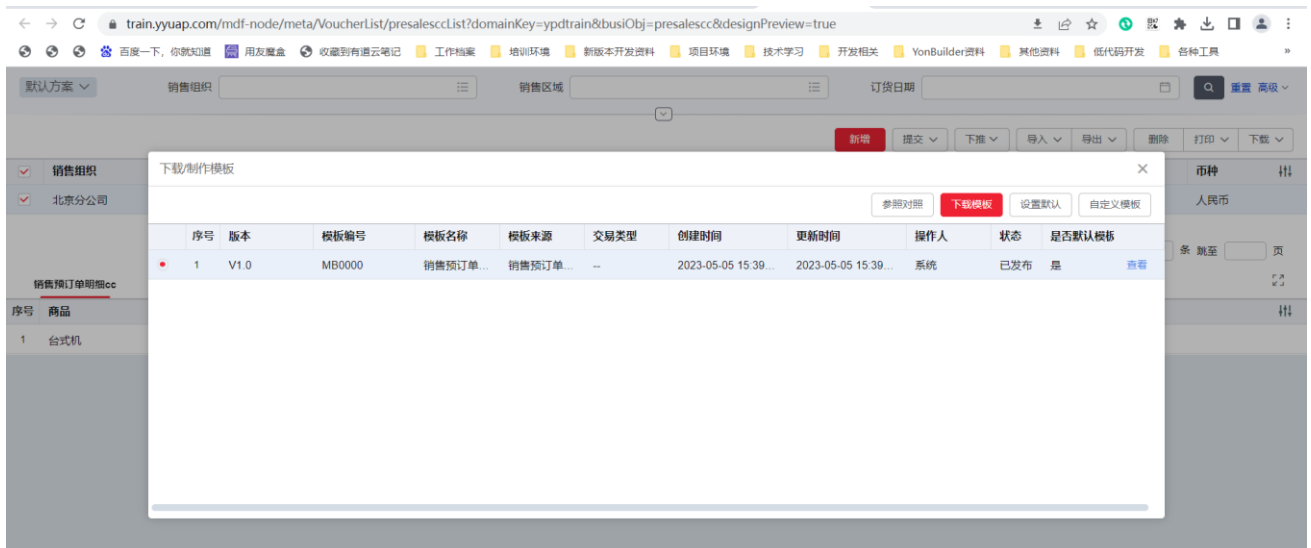 train.yyuap.com/mdf-node/meta/VoucherList/presalesccList?domainKey=ypdtrain&busiObj=presalescc&designPreview=true
百度一下，你就知道 用友魔盒 收藏到有道云笔记 工作档案 培训环境 新版本开发资料 项目环境 技术学习 开发相关 YonBuilder资料 其他资料 低代码开发 各种工具 »
默认方案 销售组织 销售区域 订货日期 重置 高级
新增 提交 下推 导入 导出 删除 打印 下载
销售组织 下载/制作模板 币种
北京分公司 参照对照 下载模板 设置默认 自定义模板 人民币
序号 版本 模板编号 模板名称 模板来源 交易类型 创建时间 更新时间 操作人 状态 是否默认模板
条 跳至 页
1 V1.0 MB0000 销售预订单... 销售预订单... -- 2023-05-05 15:39... 2023-05-05 15:39... 系统 已发布 是 查看
销售预订单明细cc
序号 商品
1 台式机